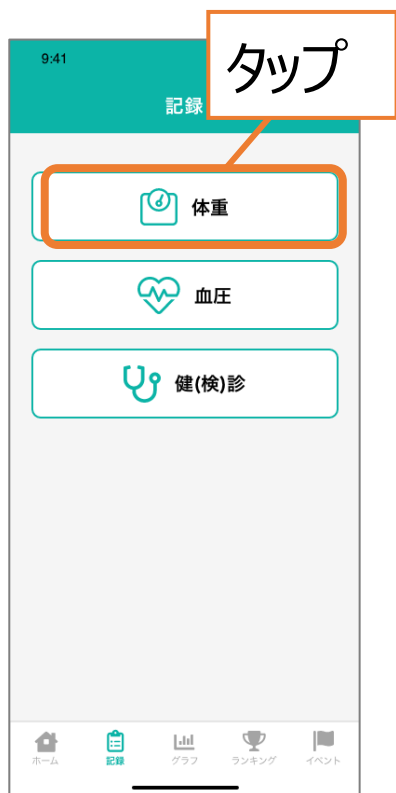 9:41
タップ
記録
体重
血圧
健(検)診
ホーム
記録
グラフ
ランキング
イベント